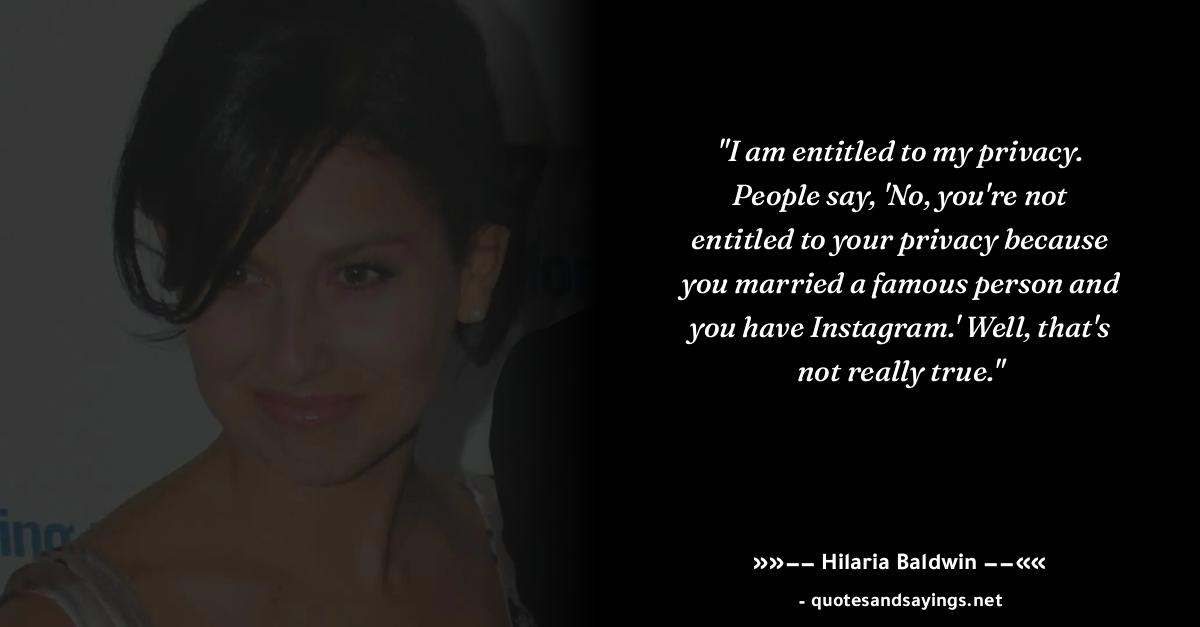 "I am entitled to my privacy.
People say, 'No, you're not
entitled to your privacy because
you married a famous person and
you have Instagram.' Well, that's
not really true."
»»−− Hilaria Baldwin −−««
- quotesandsayings.net
ing